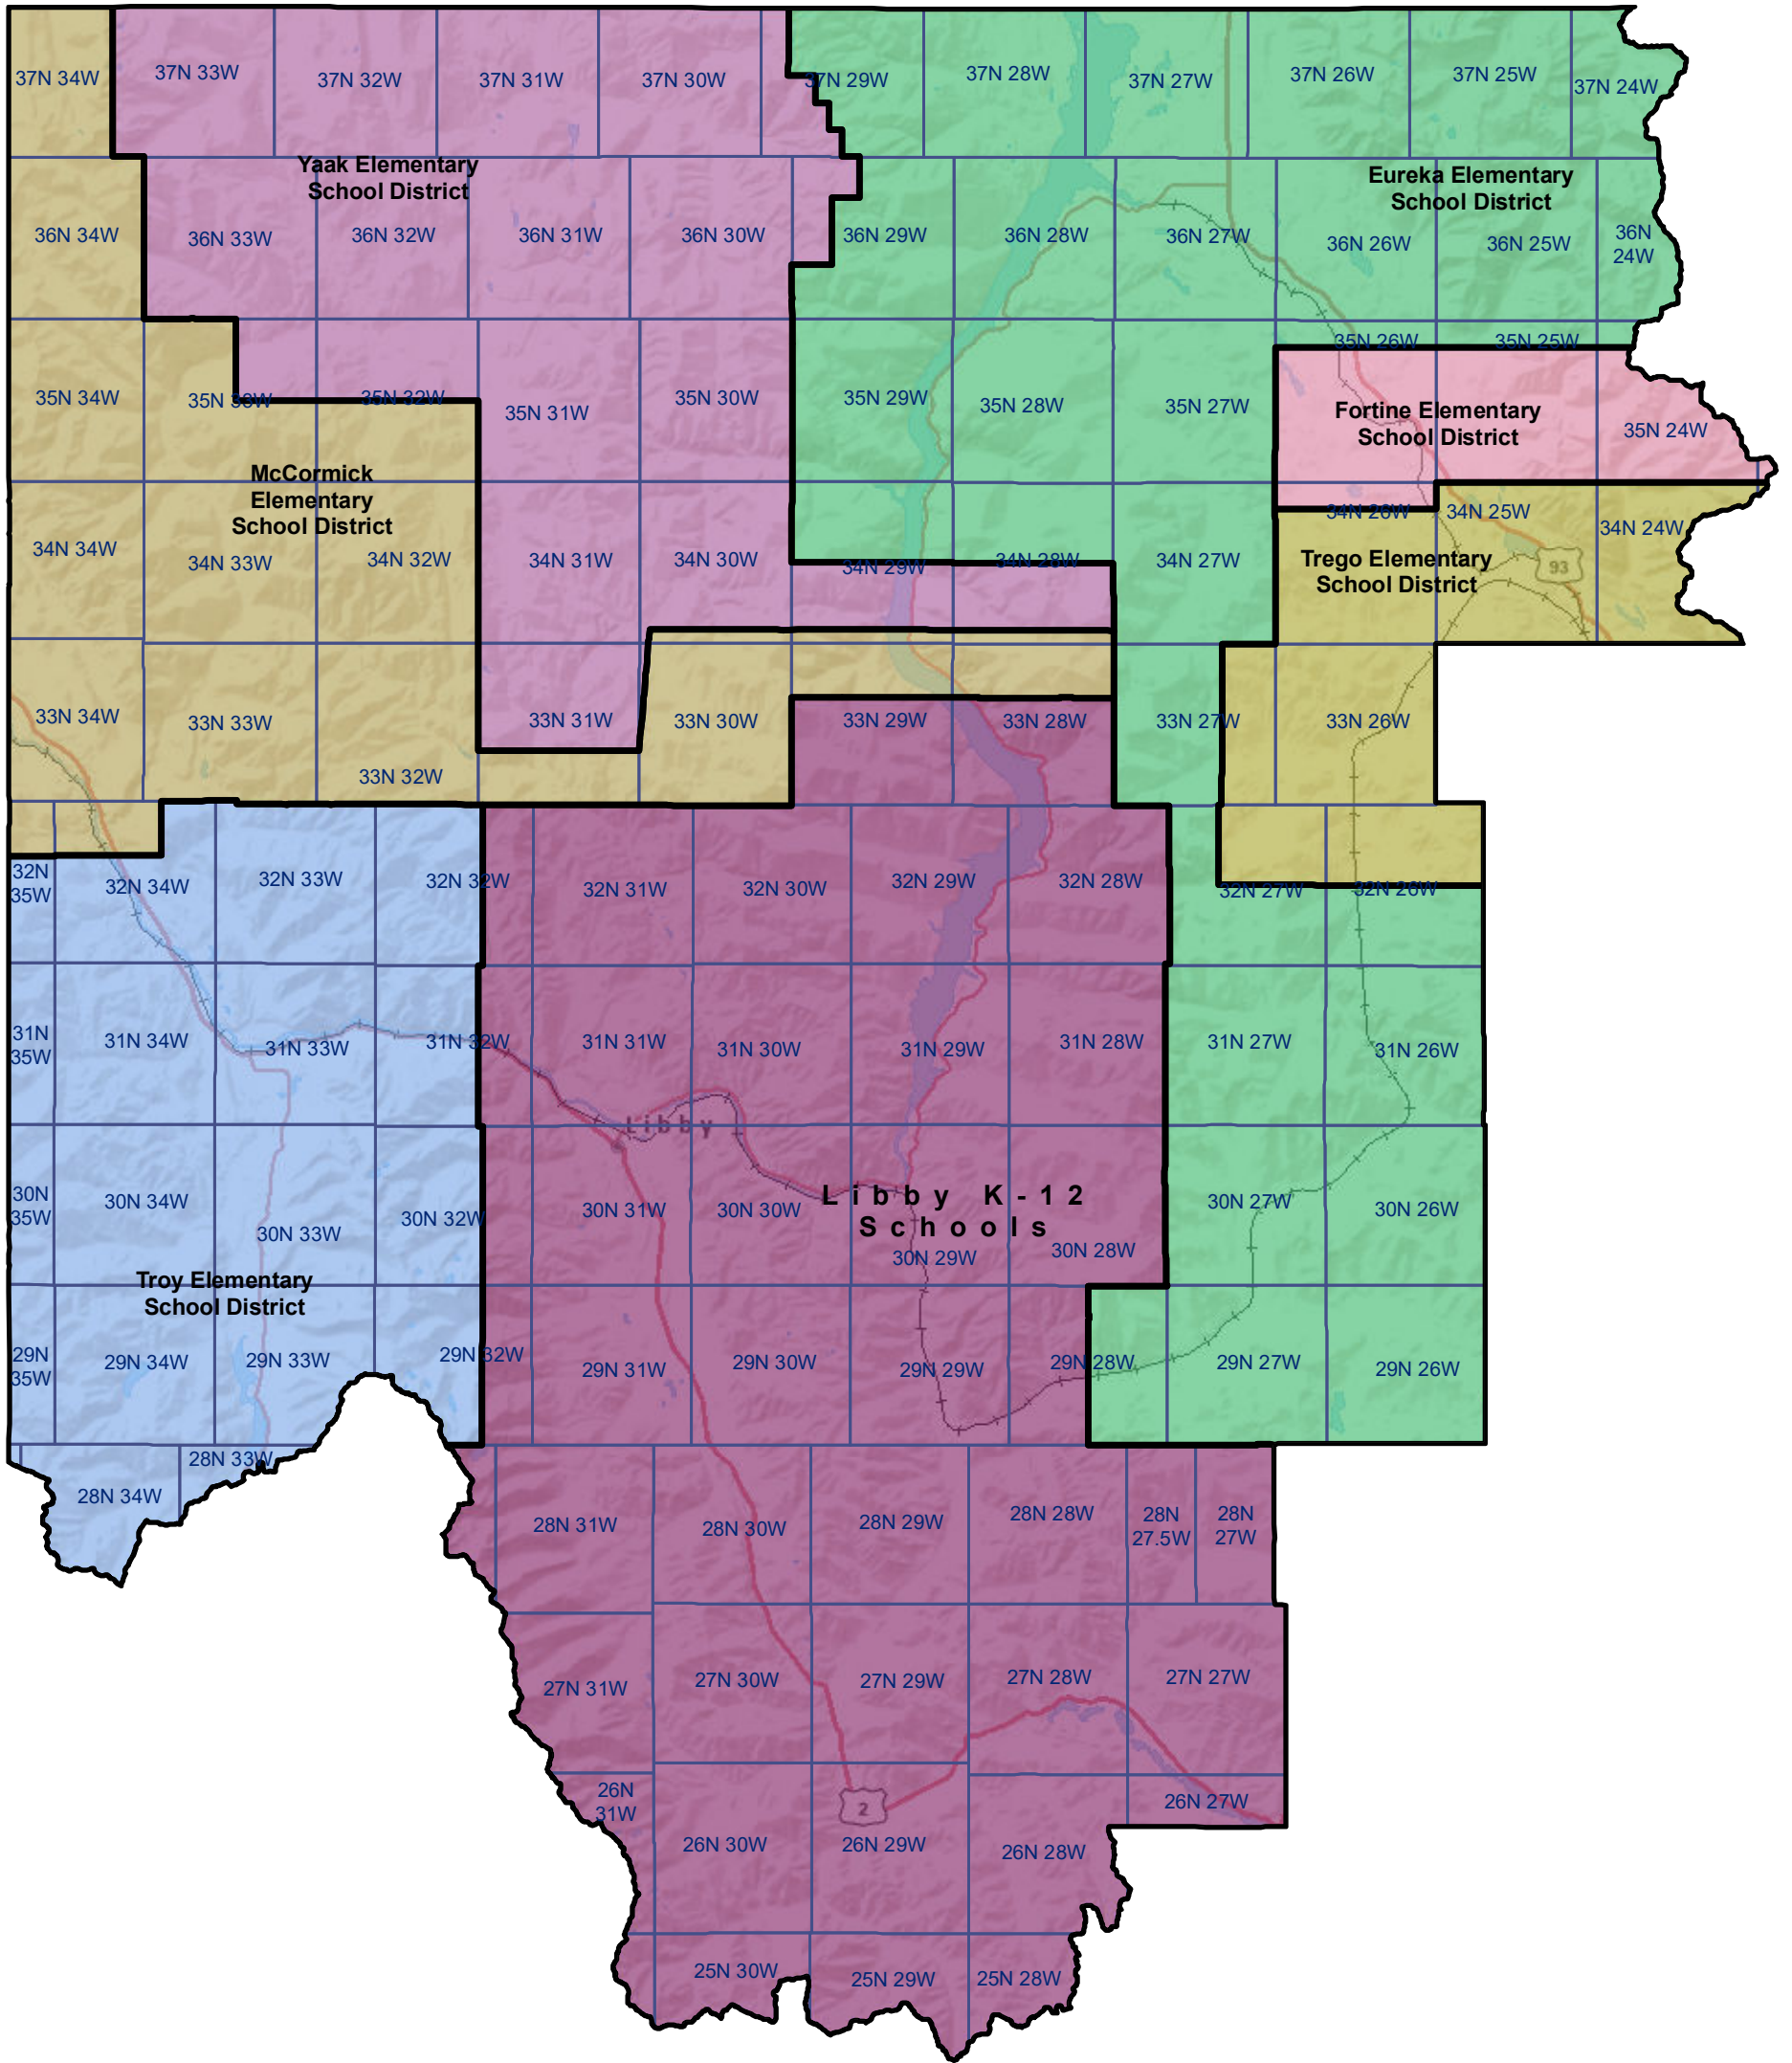 37N 34W
37N 33W
37N 32W
37N 31W
37N 30W
37N 29W
37N 28W
37N 27W
37N 26W
37N 25W
37N 24W
Yaak Elementary
School District
Eureka Elementary
School District
36N 34W
36N 33W
36N 32W
36N 31W
36N 30W
36N 29W
36N 28W
36N 27W
36N 26W
36N 25W
36N
24W
35N 26W
35N 25W
35N 34W
35N 33W
35N 32W
35N 31W
35N 30W
35N 29W
35N 28W
35N 27W
Fortine Elementary
School District
35N 24W
McCormick
Elementary
School District
34N 26W
34N 25W
34N 24W
34N 34W
34N 33W
34N 32W
34N 31W
34N 30W
34N 29W
34N 28W
34N 27W
Trego Elementary
School District
93
33N 34W
33N 33W
33N 32W
33N 31W
33N 30W
33N 29W
33N 28W
33N 27W
33N 26W
32N
35W
32N 34W
32N 33W
32N 32W
32N 31W
32N 30W
32N 29W
32N 28W
32N 27W
32N 26W
31N
35W
31N 34W
31N 33W
31N 32W
31N 31W
31N 30W
31N 29W
31N 28W
31N 27W
31N 26W
Libby
30N
35W
30N 34W
30N 33W
30N 32W
30N 31W
30N 30W
Libby K-12
Schools
30N 29W
30N 28W
30N 27W
30N 26W
Troy Elementary
School District
29N
35W
29N 34W
29N 33W
29N 32W
29N 31W
29N 30W
29N 29W
29N 28W
29N 27W
29N 26W
28N 33W
28N 34W
28N 31W
28N 30W
28N 29W
28N 28W
28N
27.5W
28N
27W
27N 31W
27N 30W
27N 29W
27N 28W
27N 27W
26N
31W
2
26N 27W
26N 30W
26N 29W
26N 28W
25N 30W
25N 29W
25N 28W